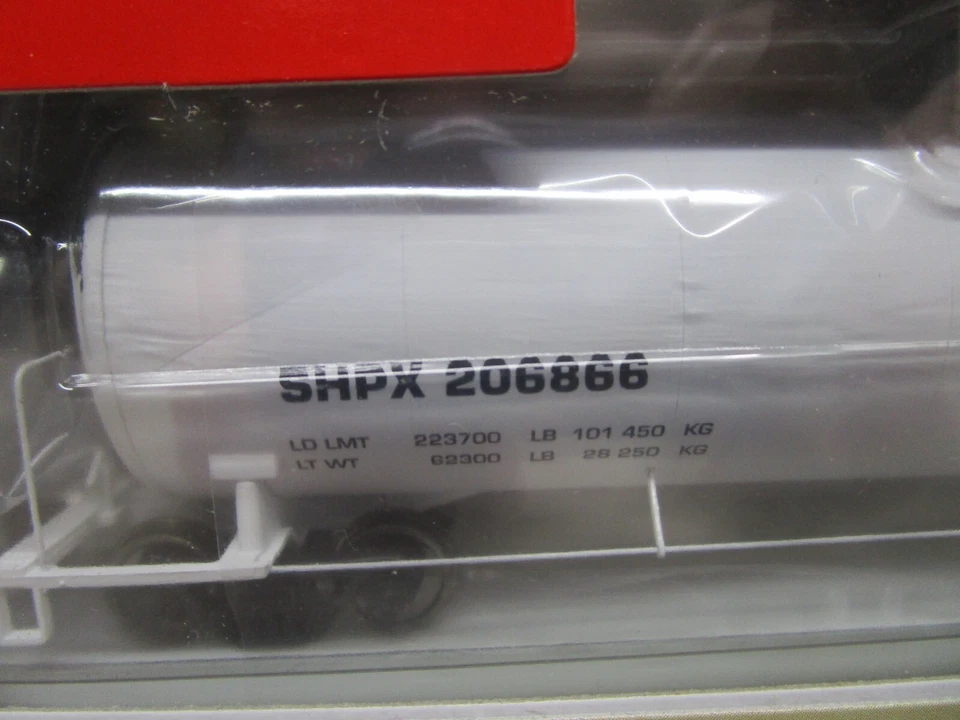 SHPX 206866
LD LMT 223700 LB 101 450 KG
LT WT 62300 LB 28 250 KG